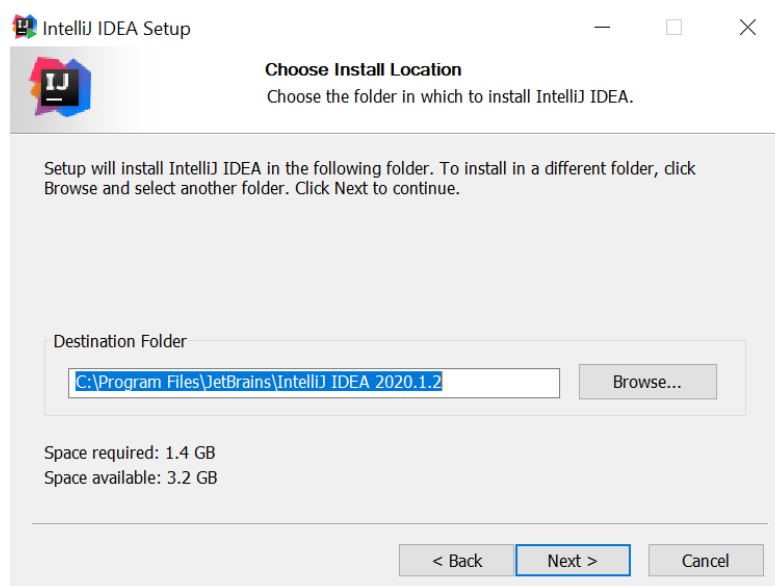 IntelliJ IDEA Setup
IJ
Choose Install Location
Choose the folder in which to install IntelliJ IDEA.
Setup will install IntelliJ IDEA in the following folder. To install in a different folder, click
Browse and select another folder. Click Next to continue.
Destination Folder
C:\Program Files\JetBrains\IntelliJ IDEA 2020.1.2
Browse...
Space required: 1.4 GB
Space available: 3.2 GB
< Back
Next >
Cancel